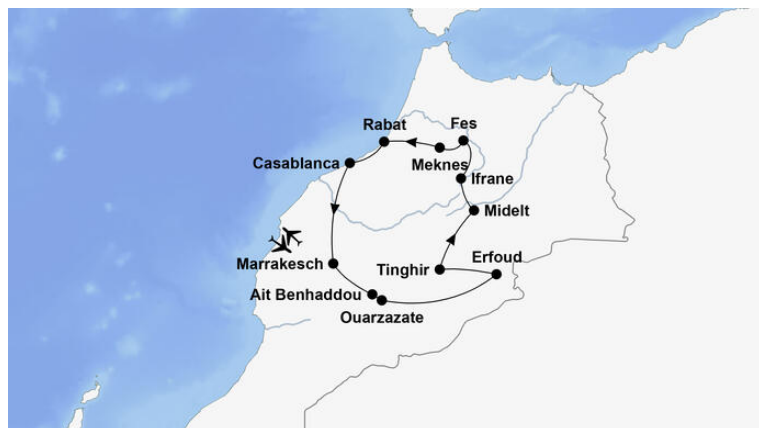 Rabat
Fes
Casablanca
Meknes
Ifrane
Midelt
Marrakesch
Tinghir
Erfoud
Ait Benhaddou
Ouarzazate